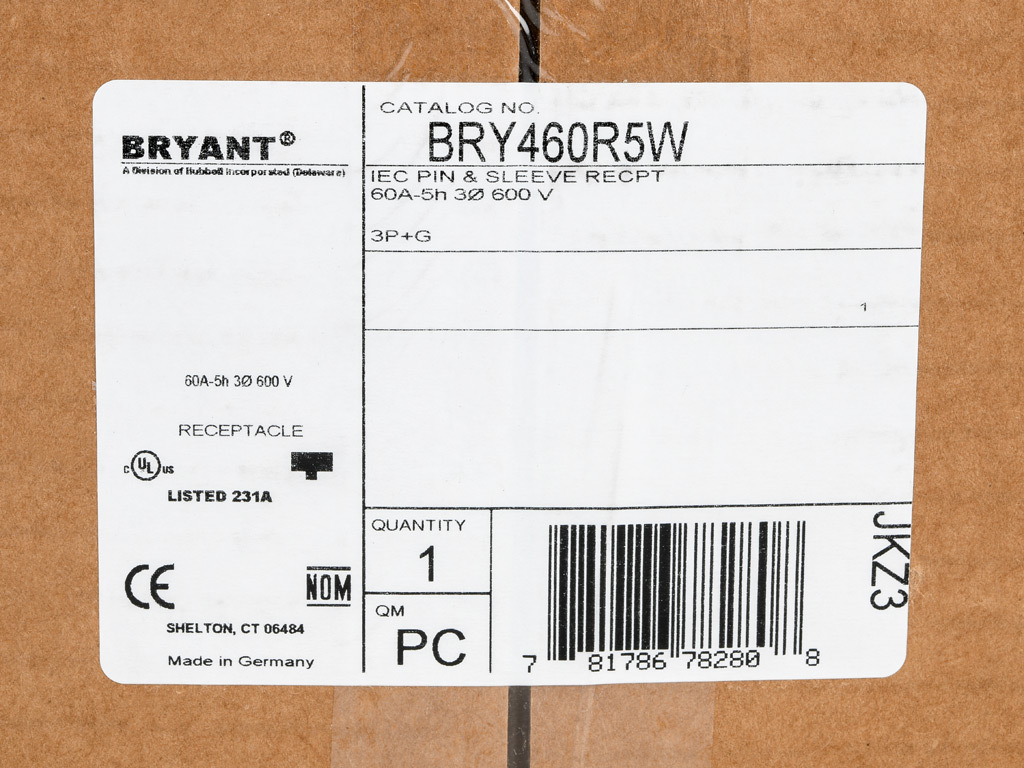 BRYANT®
A Division of Hubbell Incorporated (Delaware)
60A-5h 3Ø 600 V
RECEPTACLE
C UL US
LISTED 231A
CE
NOM
SHELTON, CT 06484
Made in Germany
CATALOG NO.
BRY460R5W
IEC PIN & SLEEVE RECPT
60A-5h 3Ø 600 V
3P+G
1
QUANTITY
1
QM
PC
7 81786 78280 8
JKZ3